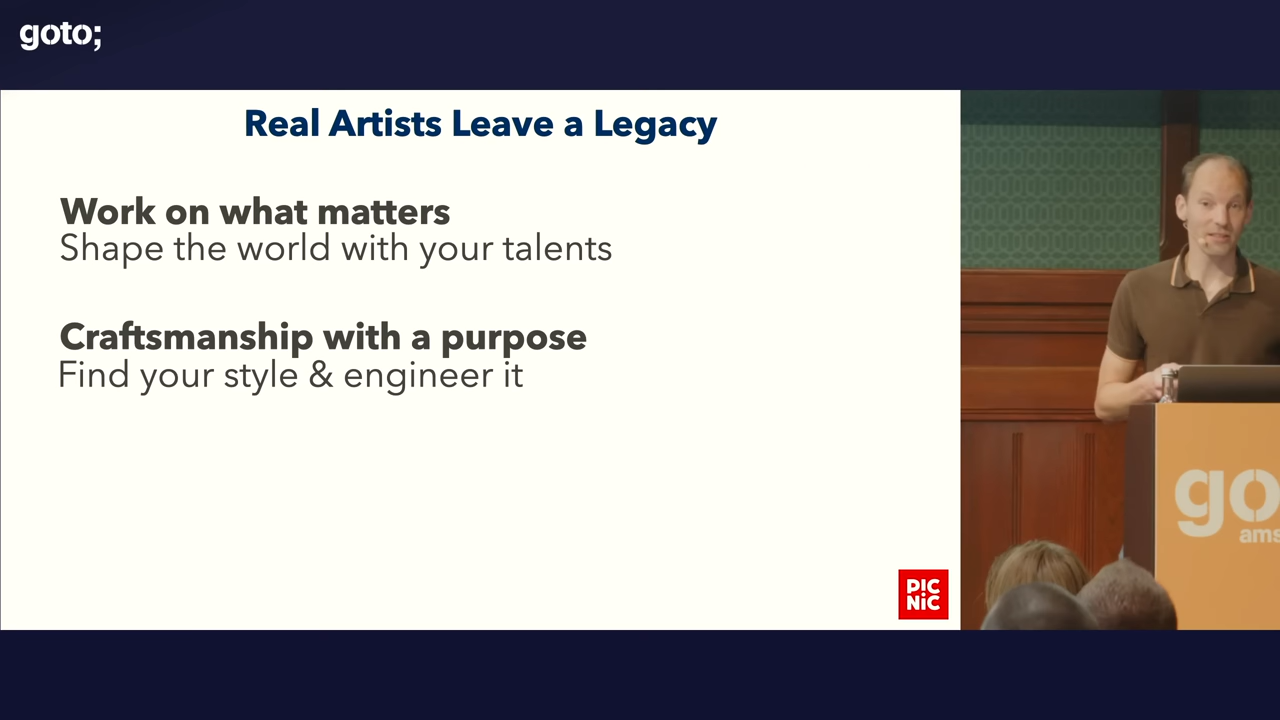 goto;
Real Artists Leave a Legacy
Work on what matters
Shape the world with your talents
Craftsmanship with a purpose
Find your style & engineer it
PiC
NiC
go
ams